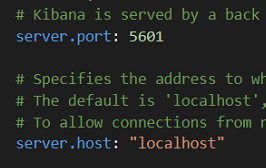 # Kibana is served by a back
server.port: 5601
# Specifies the address to wh
# The default is 'localhost',
# To allow connections from r
server.host: "localhost"